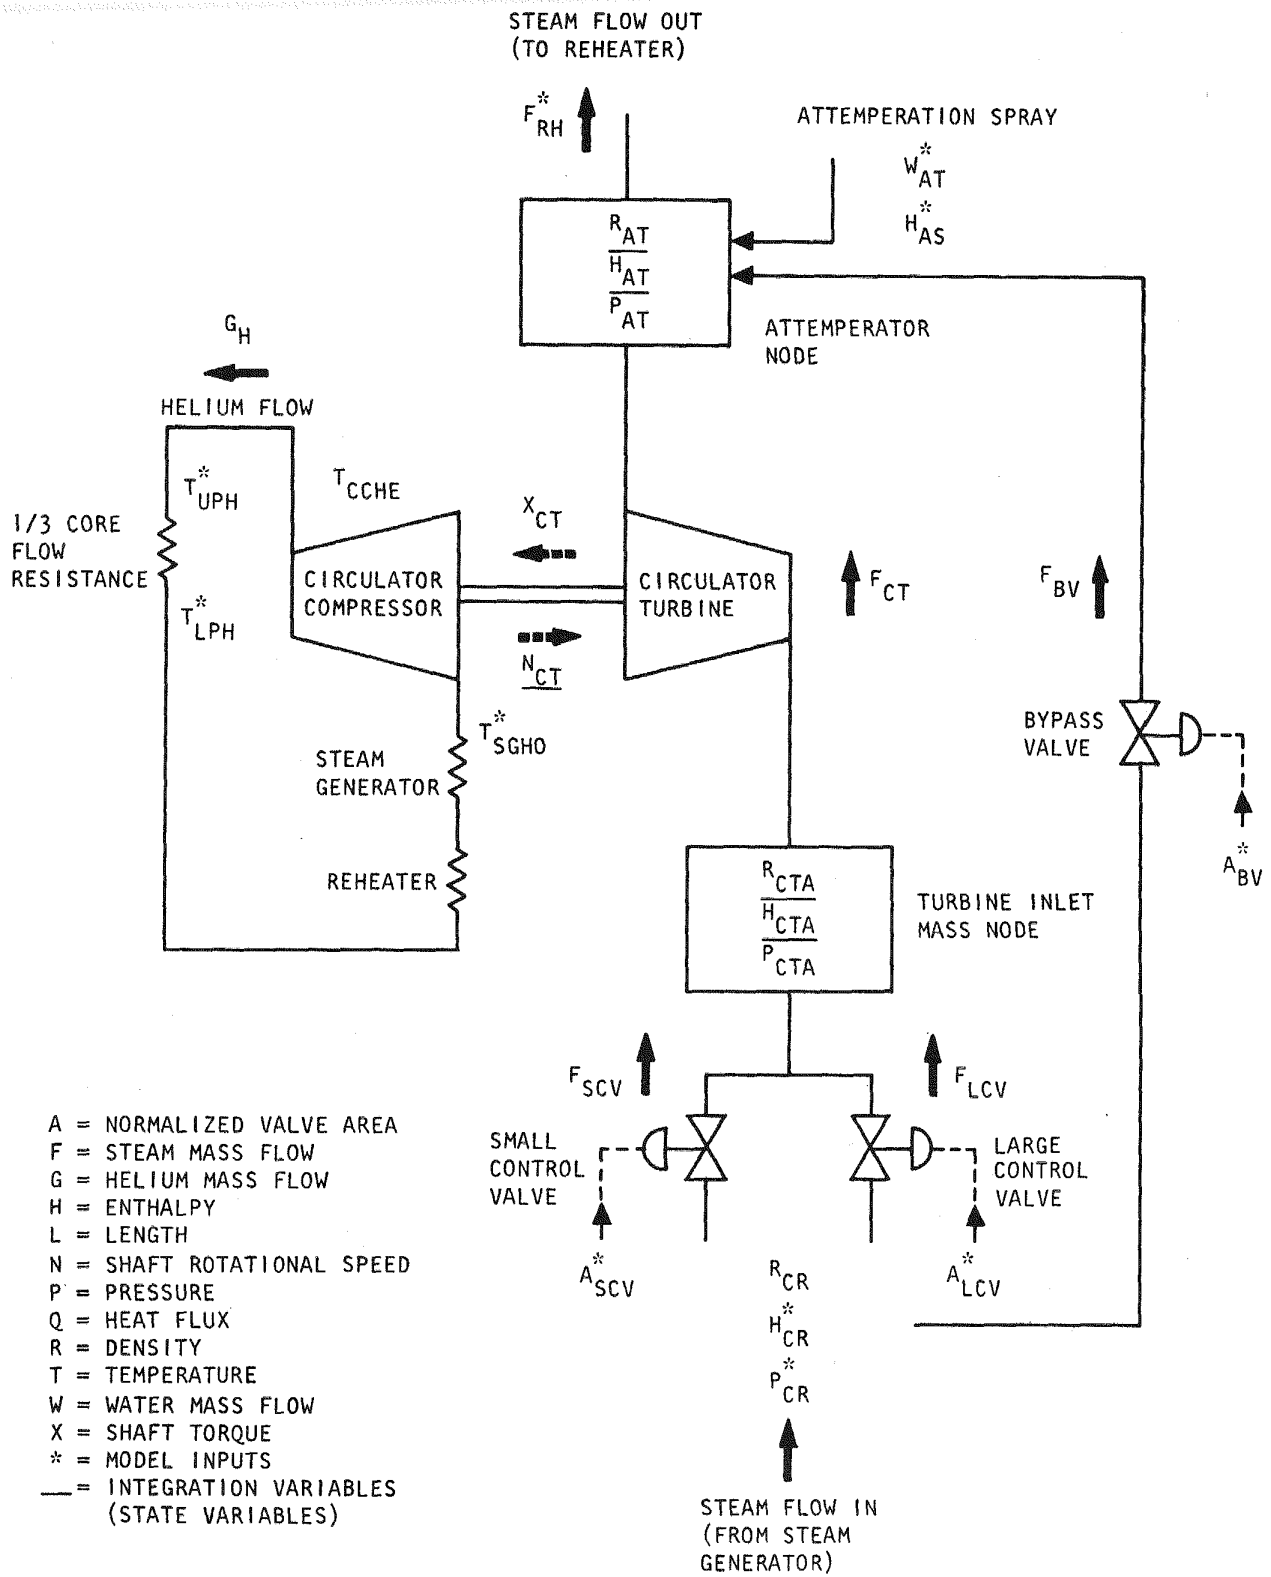 STEAM FLOW OUT
(TO REHEATER)
F*RH
ATTEMPERATION SPRAY
W*AT
H*AS
RAT
HAT
PAT
ATTEMPERATOR
NODE
GH
HELIUM FLOW
T*UPH
TCCHE
XCT
1/3 CORE
FLOW
RESISTANCE
T*LPH
CIRCULATOR
COMPRESSOR
CIRCULATOR
TURBINE
FCT
FBV
NCT
T*SGHO
STEAM
GENERATOR
REHEATER
BYPASS
VALVE
A*BV
RCTA
HCTA
PCTA
TURBINE INLET
MASS NODE
FSCV
FLCV
SMALL
CONTROL
VALVE
LARGE
CONTROL
VALVE
A*SCV
A*LCV
RCR
H*CR
P*CR
STEAM FLOW IN
(FROM STEAM
GENERATOR)
A = NORMALIZED VALVE AREA
F = STEAM MASS FLOW
G = HELIUM MASS FLOW
H = ENTHALPY
L = LENGTH
N = SHAFT ROTATIONAL SPEED
P = PRESSURE
Q = HEAT FLUX
R = DENSITY
T = TEMPERATURE
W = WATER MASS FLOW
X = SHAFT TORQUE
* = MODEL INPUTS
__ = INTEGRATION VARIABLES
(STATE VARIABLES)